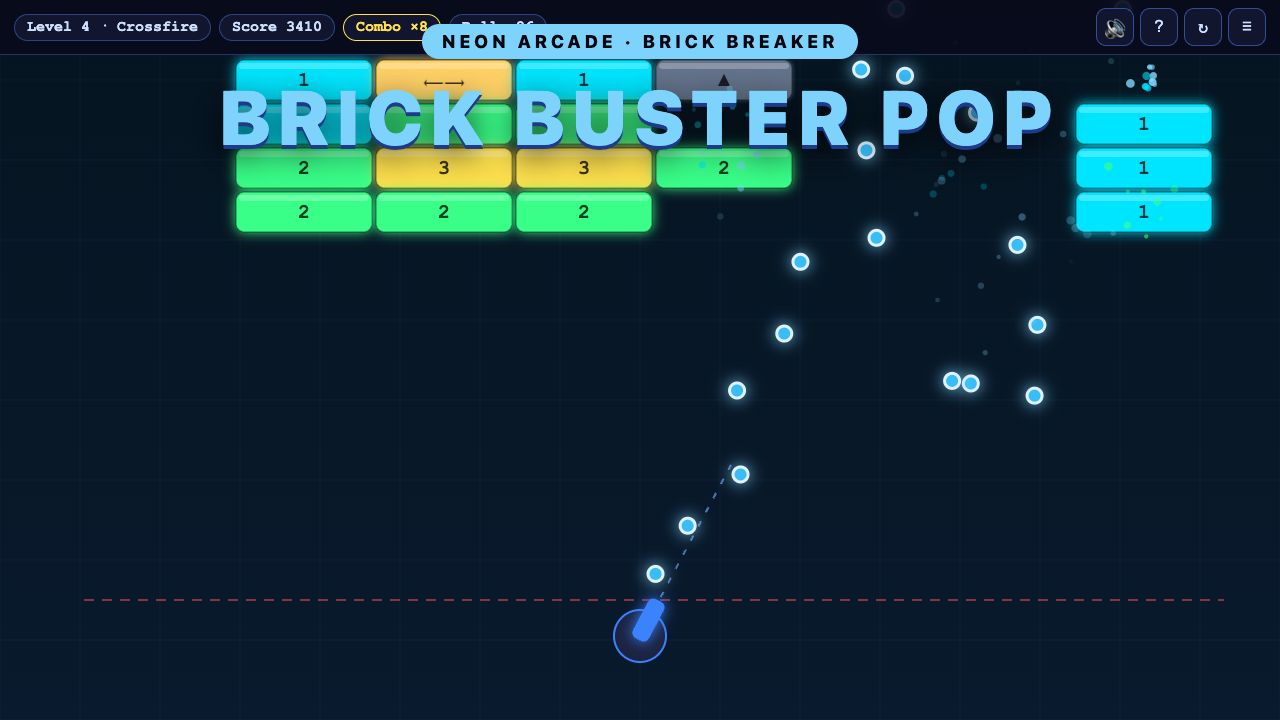 Level 4 · Crossfire Score 3410 Combo ×8 ? ↻ ≡
NEON ARCADE · BRICK BREAKER
1 ←→ 1 ▲
BRICK BUSTER POP
1
2 3 3 2 1
2 2 2 1